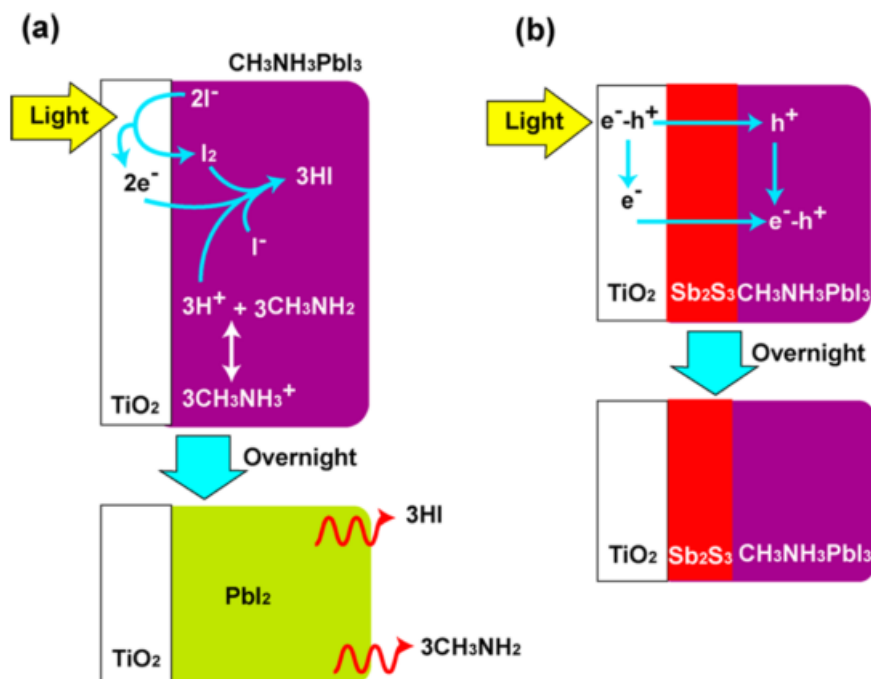 (a)
CH3NH3PbI3
Light
2I⁻
I2
2e⁻
3HI
I⁻
3H⁺ + 3CH3NH2
3CH3NH3⁺
TiO2
Overnight
3HI
PbI2
TiO2
3CH3NH2
(b)
Light
e⁻-h⁺
h⁺
e⁻
e⁻-h⁺
TiO2
Sb2S3
CH3NH3PbI3
Overnight
TiO2
Sb2S3
CH3NH3PbI3